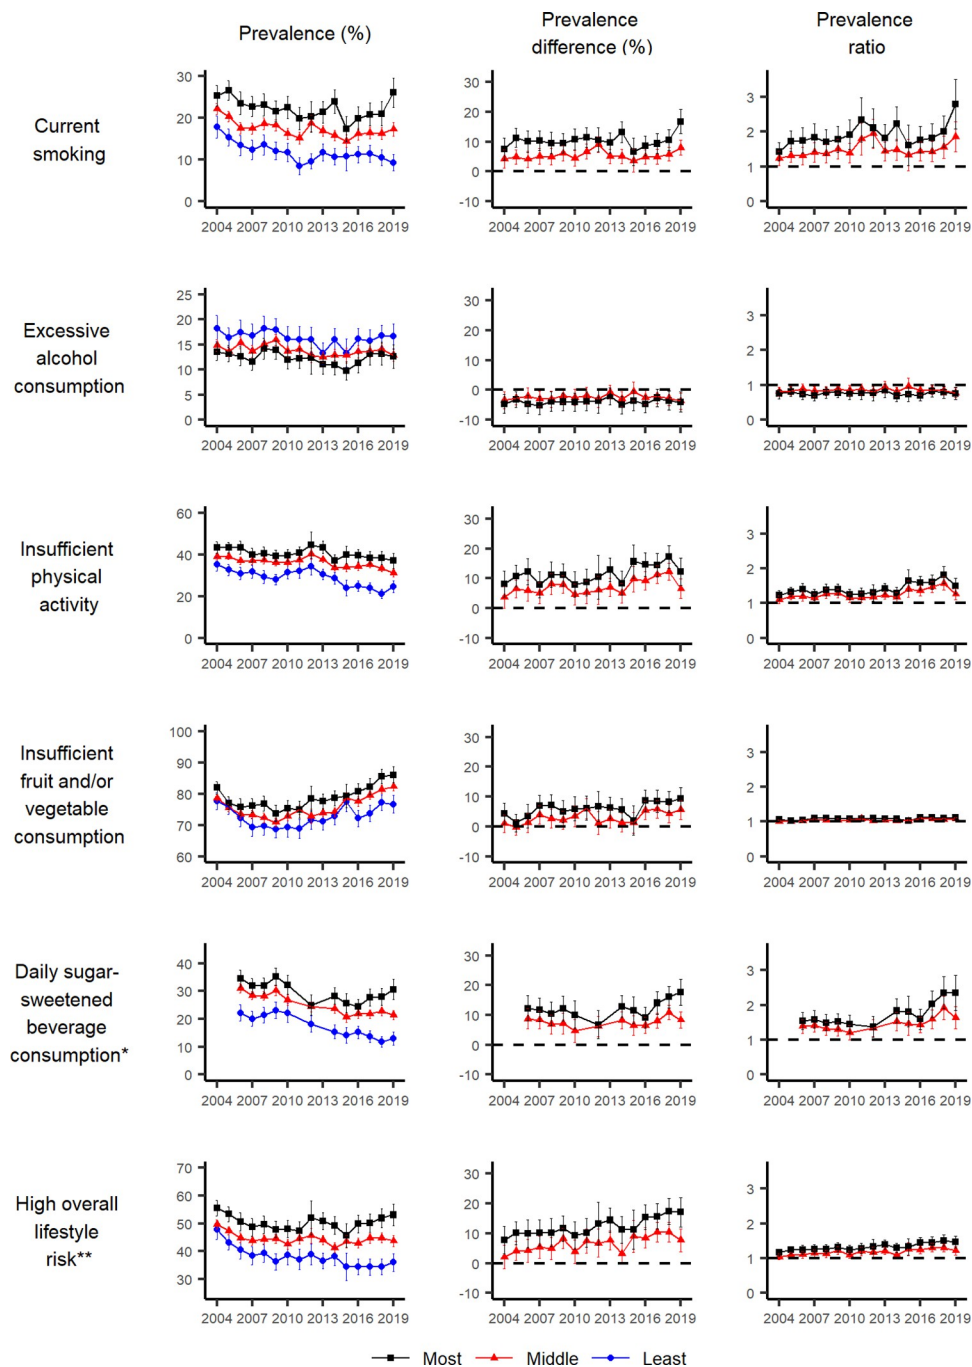 Prevalence (%)
Prevalence
difference (%)
Prevalence
ratio
Current
smoking
30
20
10
0
2004 2007 2010 2013 2016 2019
30
20
10
0
-10
2004 2007 2010 2013 2016 2019
3
2
1
0
2004 2007 2010 2013 2016 2019
Excessive
alcohol
consumption
25
20
15
10
5
0
2004 2007 2010 2013 2016 2019
30
20
10
0
-10
2004 2007 2010 2013 2016 2019
3
2
1
0
2004 2007 2010 2013 2016 2019
Insufficient
physical
activity
60
40
20
0
2004 2007 2010 2013 2016 2019
30
20
10
0
-10
2004 2007 2010 2013 2016 2019
3
2
1
0
2004 2007 2010 2013 2016 2019
Insufficient
fruit and/or
vegetable
consumption
100
90
80
70
60
2004 2007 2010 2013 2016 2019
30
20
10
0
-10
2004 2007 2010 2013 2016 2019
3
2
1
0
2004 2007 2010 2013 2016 2019
Daily sugar-
sweetened
beverage
consumption*
40
30
20
10
0
2004 2007 2010 2013 2016 2019
30
20
10
0
-10
2004 2007 2010 2013 2016 2019
3
2
1
0
2004 2007 2010 2013 2016 2019
High overall
lifestyle
risk**
70
60
50
40
30
2004 2007 2010 2013 2016 2019
30
20
10
0
-10
2004 2007 2010 2013 2016 2019
3
2
1
0
2004 2007 2010 2013 2016 2019
Most Middle Least